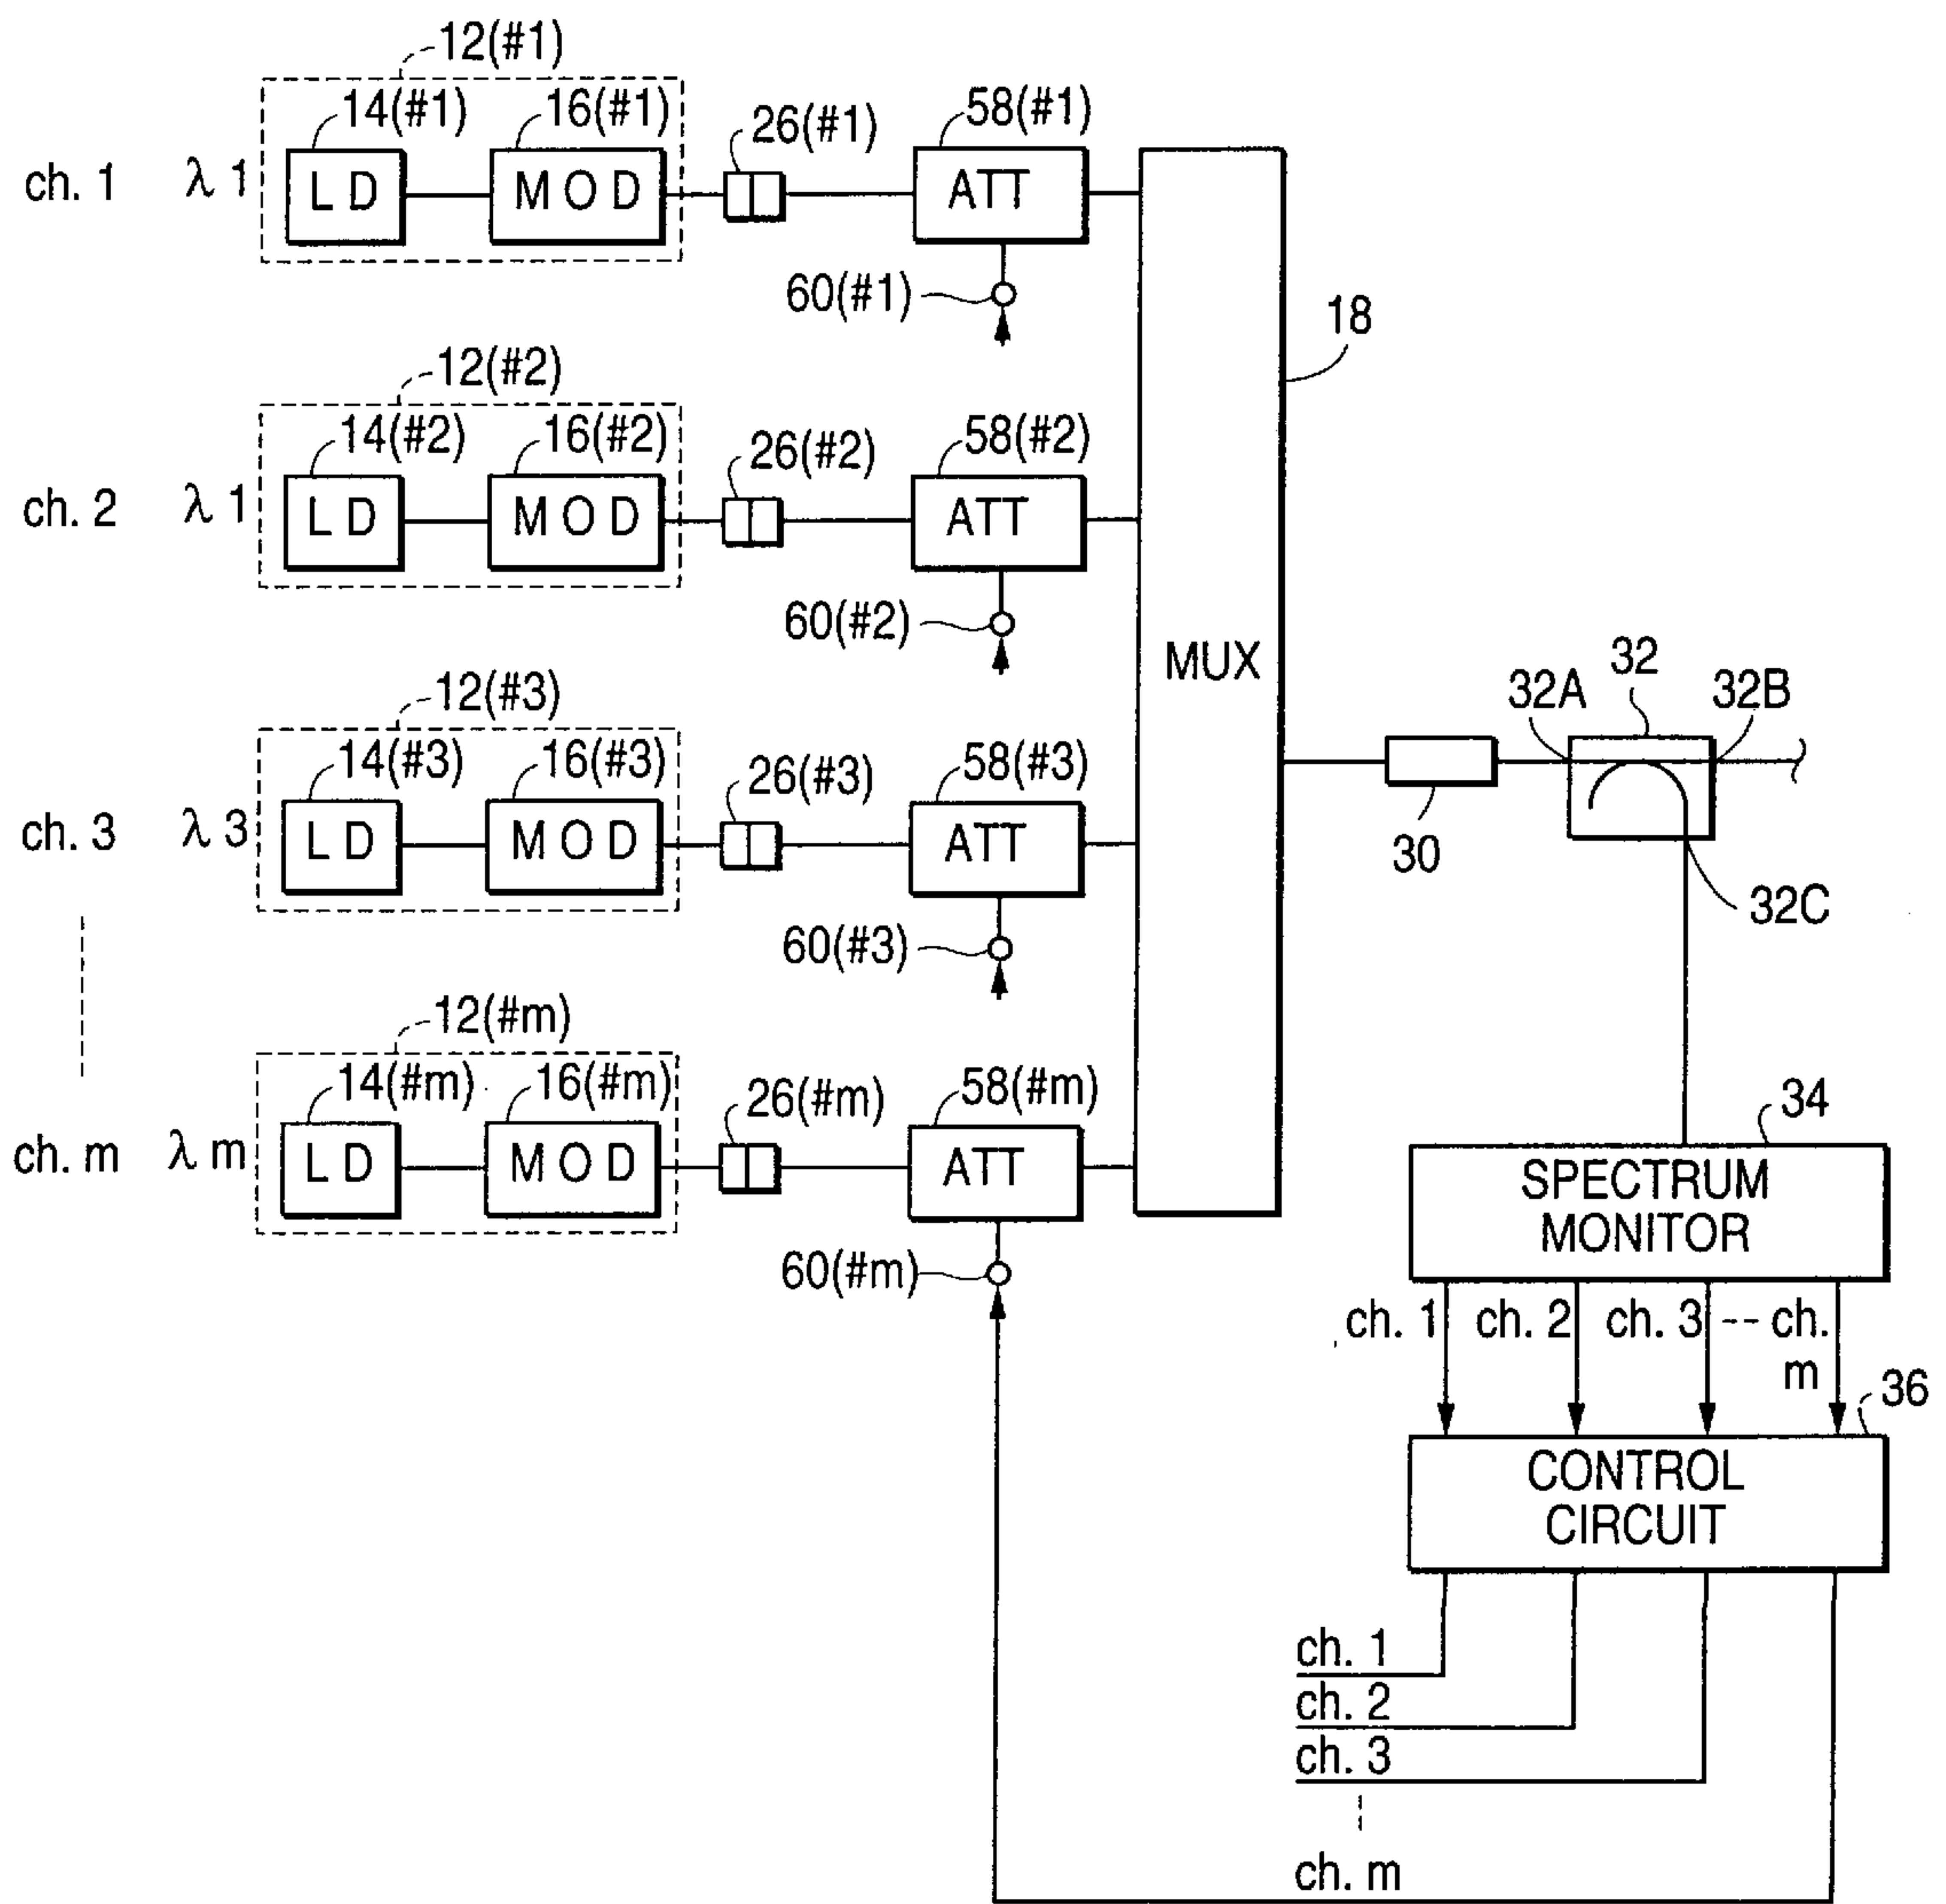 12(#1)
14(#1) 16(#1) 26(#1) 58(#1)
ch. 1 λ 1 L D M O D ATT
60(#1)
18
12(#2)
14(#2) 16(#2) 26(#2) 58(#2)
ch. 2 λ 1 L D M O D ATT
60(#2)
MUX
32
32A 32B
12(#3)
14(#3) 16(#3) 26(#3) 58(#3)
ch. 3 λ 3 L D M O D ATT
30
32C
60(#3)
12(#m)
14(#m) 16(#m) 26(#m) 58(#m)
34
ch. m λ m L D M O D ATT
SPECTRUM
MONITOR
60(#m)
ch. 1 ch. 2 ch. 3 -- ch.
m
36
CONTROL
CIRCUIT
ch. 1
ch. 2
ch. 3
ch. m